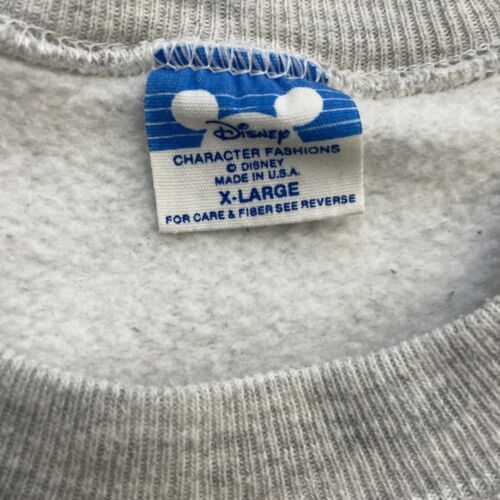 Disney
CHARACTER FASHIONS
© DISNEY
MADE IN U.S.A.
X-LARGE
FOR CARE & FIBER SEE REVERSE